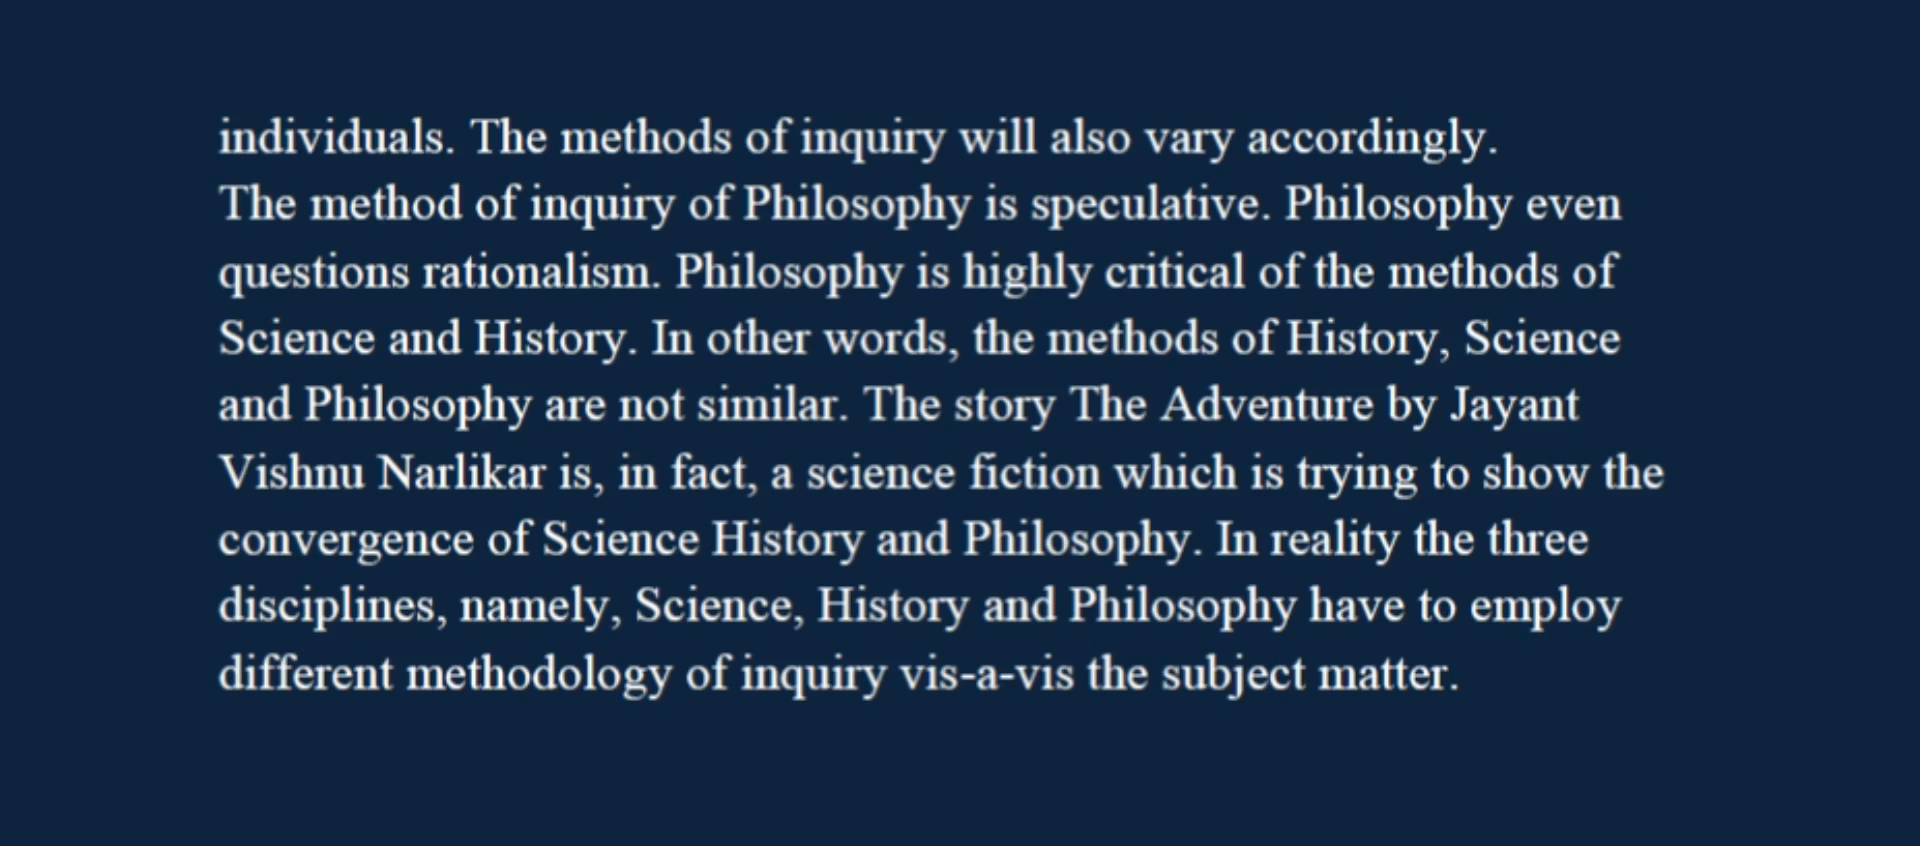 individuals. The methods of inquiry will also vary accordingly.
The method of inquiry of Philosophy is speculative. Philosophy even
questions rationalism. Philosophy is highly critical of the methods of
Science and History. In other words, the methods of History, Science
and Philosophy are not similar. The story The Adventure by Jayant
Vishnu Narlikar is, in fact, a science fiction which is trying to show the
convergence of Science History and Philosophy. In reality the three
disciplines, namely, Science, History and Philosophy have to employ
different methodology of inquiry vis-a-vis the subject matter.